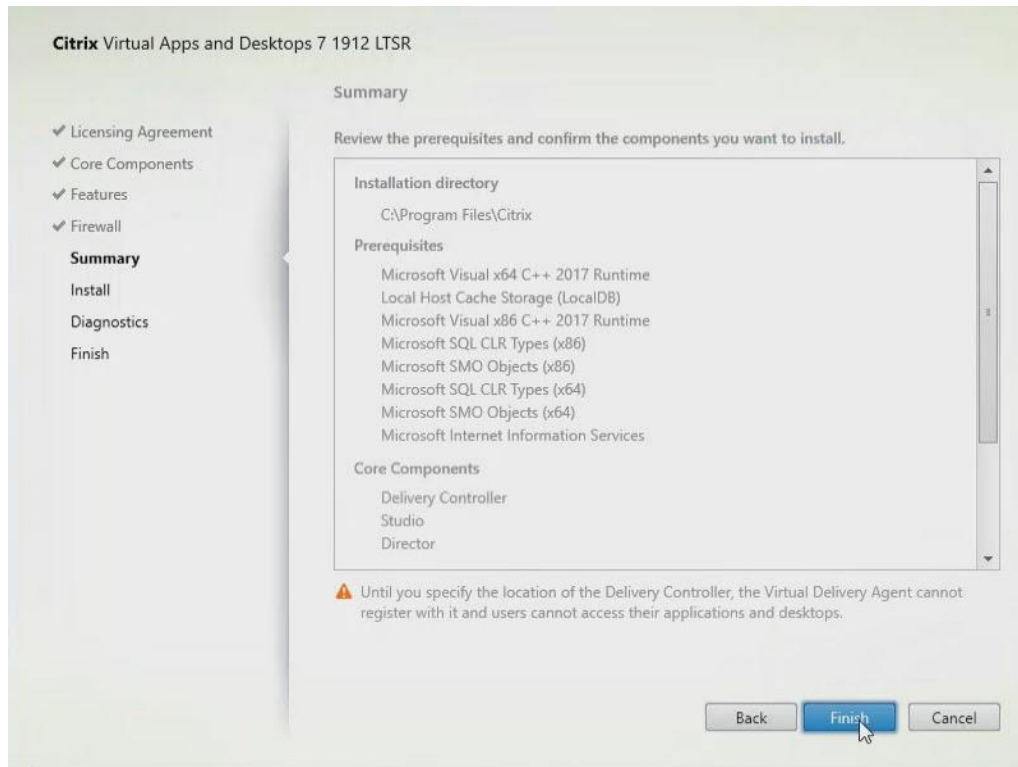 Citrix Virtual Apps and Desktops 7 1912 LTSR
Licensing Agreement
Core Components
Features
Firewall
Summary
Install
Diagnostics
Finish
Summary
Review the prerequisites and confirm the components you want to install.
Installation directory
C:\Program Files\Citrix
Prerequisites
Microsoft Visual x64 C++ 2017 Runtime
Local Host Cache Storage (LocalDB)
Microsoft Visual x86 C++ 2017 Runtime
Microsoft SQL CLR Types (x86)
Microsoft SMO Objects (x86)
Microsoft SQL CLR Types (x64)
Microsoft SMO Objects (x64)
Microsoft Internet Information Services
Core Components
Delivery Controller
Studio
Director
Until you specify the location of the Delivery Controller, the Virtual Delivery Agent cannot
register with it and users cannot access their applications and desktops.
Back
Finish
Cancel